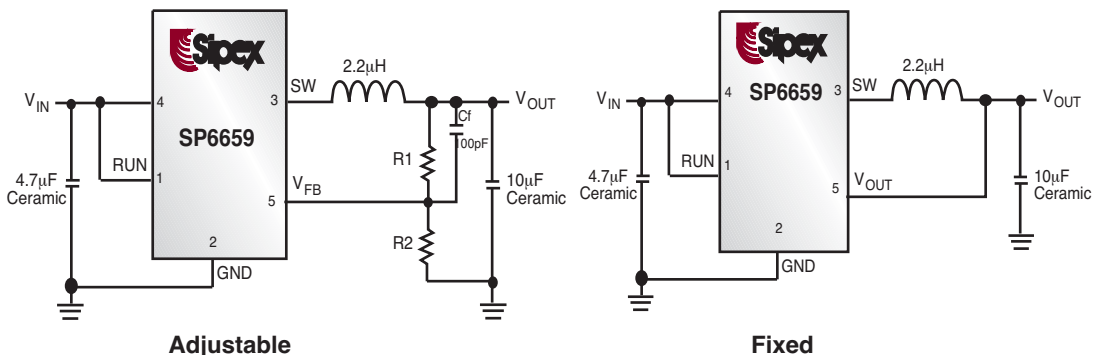 Sipex
SP6659
V_IN
4
RUN
1
4.7µF
Ceramic
SW
3
2.2µH
V_OUT
Cf
100pF
R1
V_FB
5
R2
10µF
Ceramic
2
GND
Adjustable
Sipex
SP6659
V_IN
4
RUN
1
4.7µF
Ceramic
SW
3
2.2µH
V_OUT
V_OUT
5
10µF
Ceramic
2
GND
Fixed